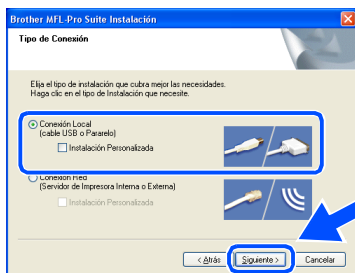 Brother MFL-Pro Suite Instalación
Tipo de Conexión
Elija el tipo de instalación que cubra mejor las necesidades.
Haga clic en el tipo de Instalación que necesite.
Conexión Local
(cable USB o Pararelo)
Instalación Personalizada
Conexión Red
(Servidor de Impresora Interna o Externa)
Instalación Personalizada
< Atrás Siguiente > Cancelar